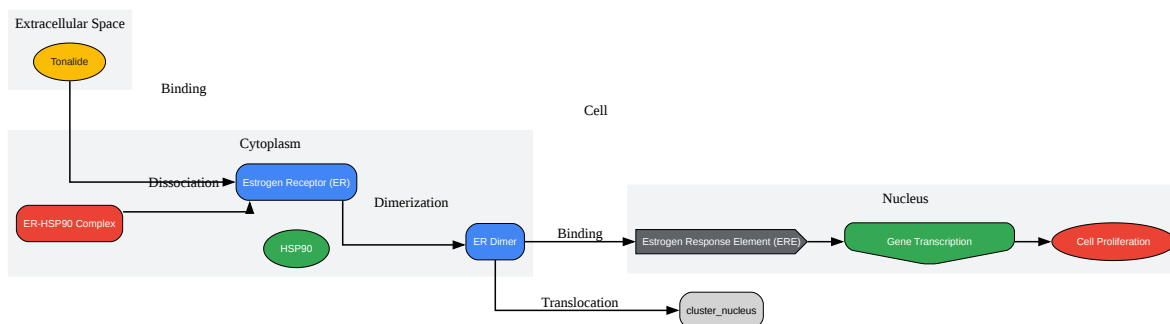 Extracellular Space
Tonalide
Binding
Cell
Cytoplasm
Dissociation
Estrogen Receptor (ER)
ER-HSP90 Complex
Dimerization
HSP90
ER Dimer
Binding
Nucleus
Estrogen Response Element (ERE)
Gene Transcription
Cell Proliferation
Translocation
cluster_nucleus